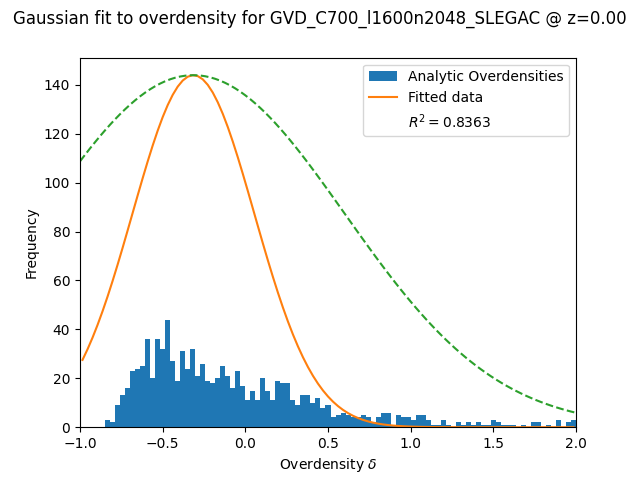 Gaussian fit to overdensity for GVD_C700_l1600n2048_SLEGAC @ z=0.00
Analytic Overdensities
Fitted data
R² = 0.8363
Frequency
140
120
100
80
60
40
20
0
−1.0 −0.5 0.0 0.5 1.0 1.5 2.0
Overdensity δ